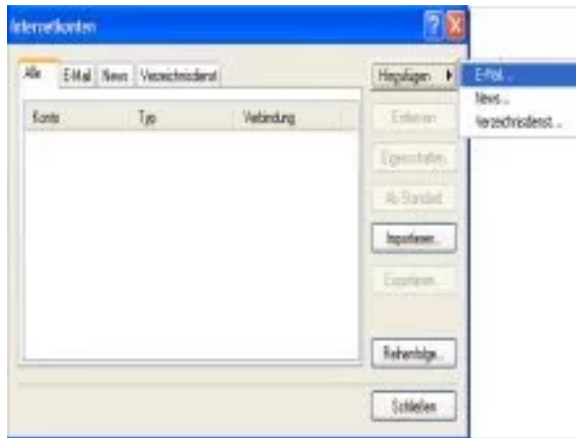 Internetkonten
Alle E-Mail News Verzeichnisdienst
Konto Typ Verbindung
Hinzufügen
Entfernen
Eigenschaften
Als Standard
Importieren...
Exportieren...
Reihenfolge...
Schließen
E-Mail...
News...
Verzeichnisdienst...